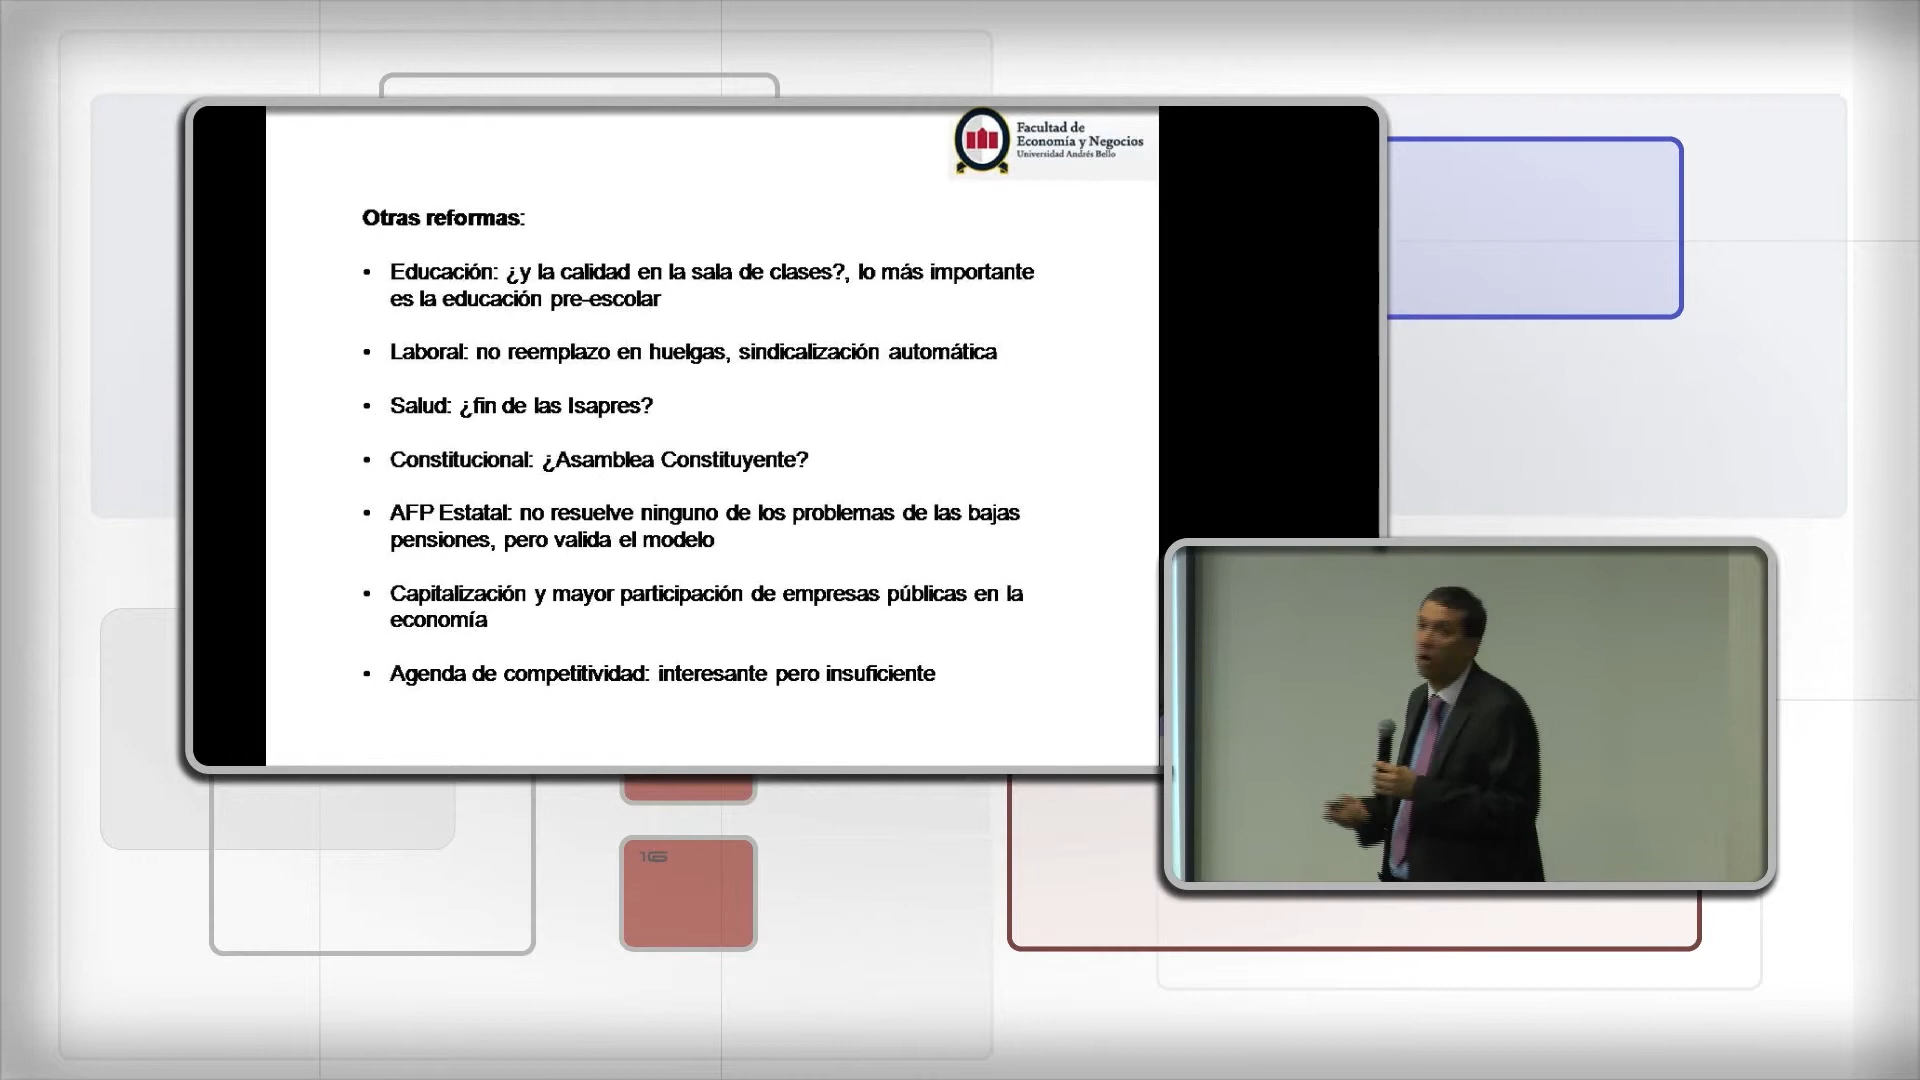 Facultad de
Economía y Negocios
Universidad Andrés Bello
Otras reformas:
• Educación: ¿y la calidad en la sala de clases?, lo más importante
es la educación pre-escolar
• Laboral: no reemplazo en huelgas, sindicalización automática
• Salud: ¿fin de las Isapres?
• Constitucional: ¿Asamblea Constituyente?
• AFP Estatal: no resuelve ninguno de los problemas de las bajas
pensiones, pero valida el modelo
• Capitalización y mayor participación de empresas públicas en la
economía
• Agenda de competitividad: interesante pero insuficiente
16